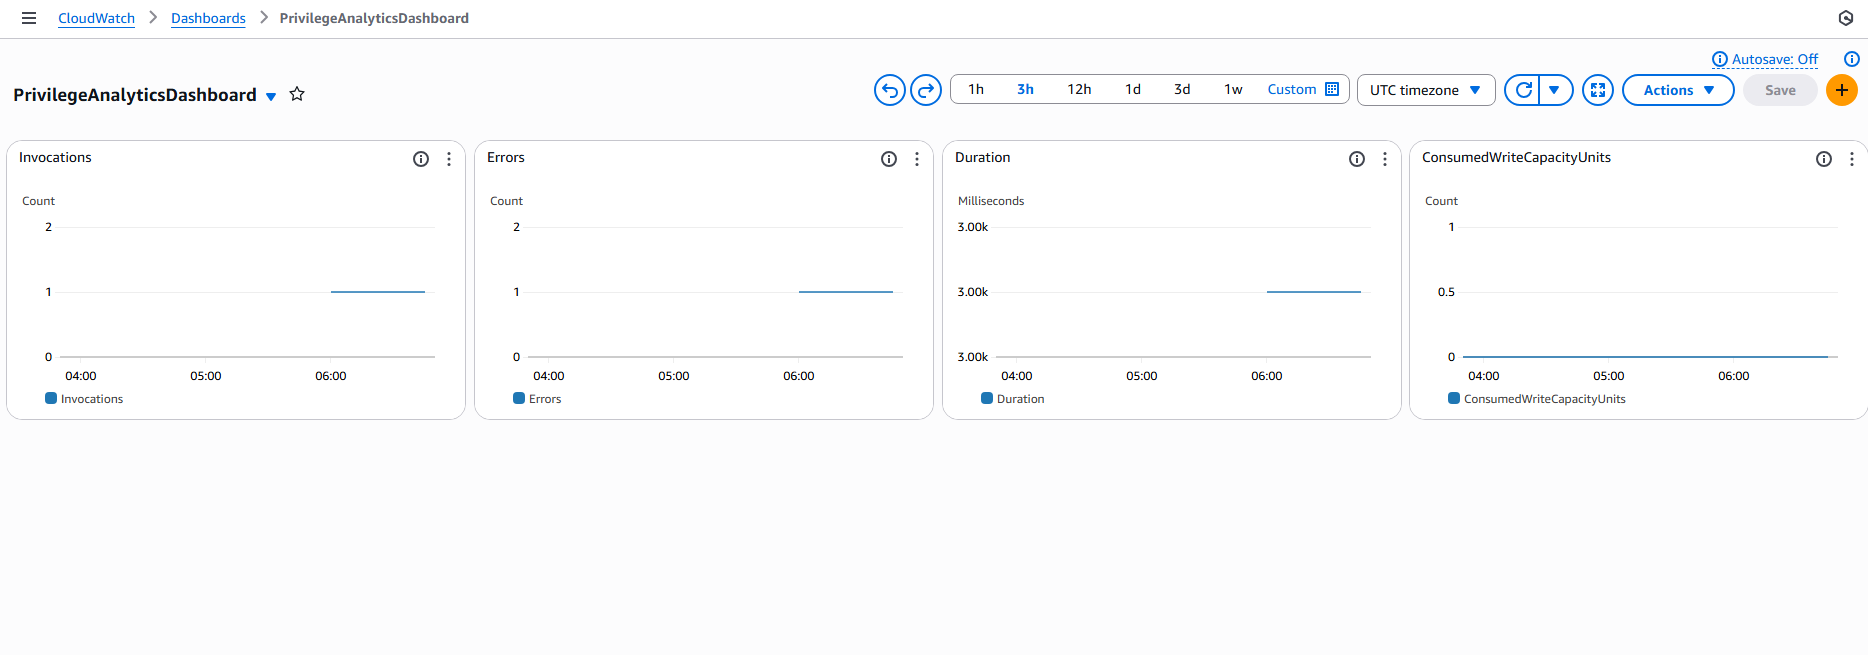 CloudWatch > Dashboards > PrivilegeAnalyticsDashboard
Autosave: Off
PrivilegeAnalyticsDashboard
1h 3h 12h 1d 3d 1w Custom
UTC timezone
Actions
Save
Invocations
Count
2
1
0
04:00 05:00 06:00
Invocations
Errors
Count
2
1
0
04:00 05:00 06:00
Errors
Duration
Milliseconds
3.00k
3.00k
3.00k
04:00 05:00 06:00
Duration
ConsumedWriteCapacityUnits
Count
1
0.5
0
04:00 05:00 06:00
ConsumedWriteCapacityUnits